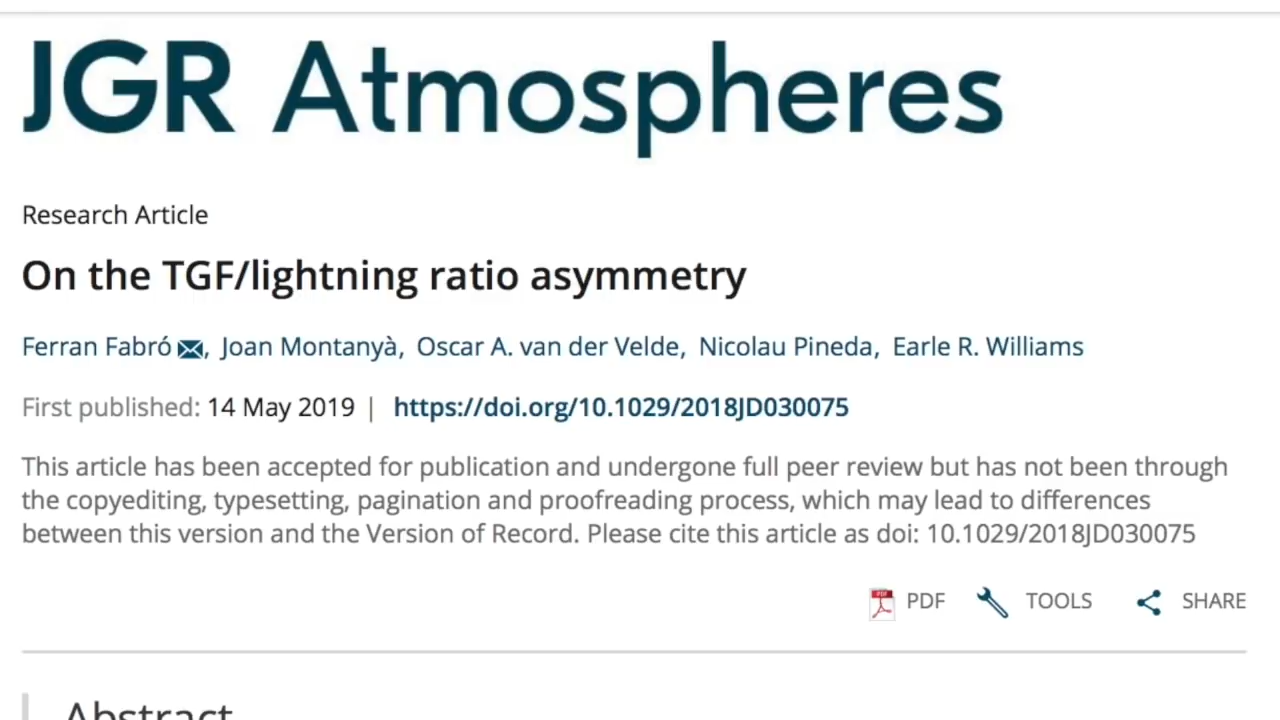 JGR Atmospheres
Research Article
On the TGF/lightning ratio asymmetry
Ferran Fabró, Joan Montanyà, Oscar A. van der Velde, Nicolau Pineda, Earle R. Williams
First published: 14 May 2019 | https://doi.org/10.1029/2018JD030075
This article has been accepted for publication and undergone full peer review but has not been through
the copyediting, typesetting, pagination and proofreading process, which may lead to differences
between this version and the Version of Record. Please cite this article as doi: 10.1029/2018JD030075
PDF TOOLS SHARE
Abstract